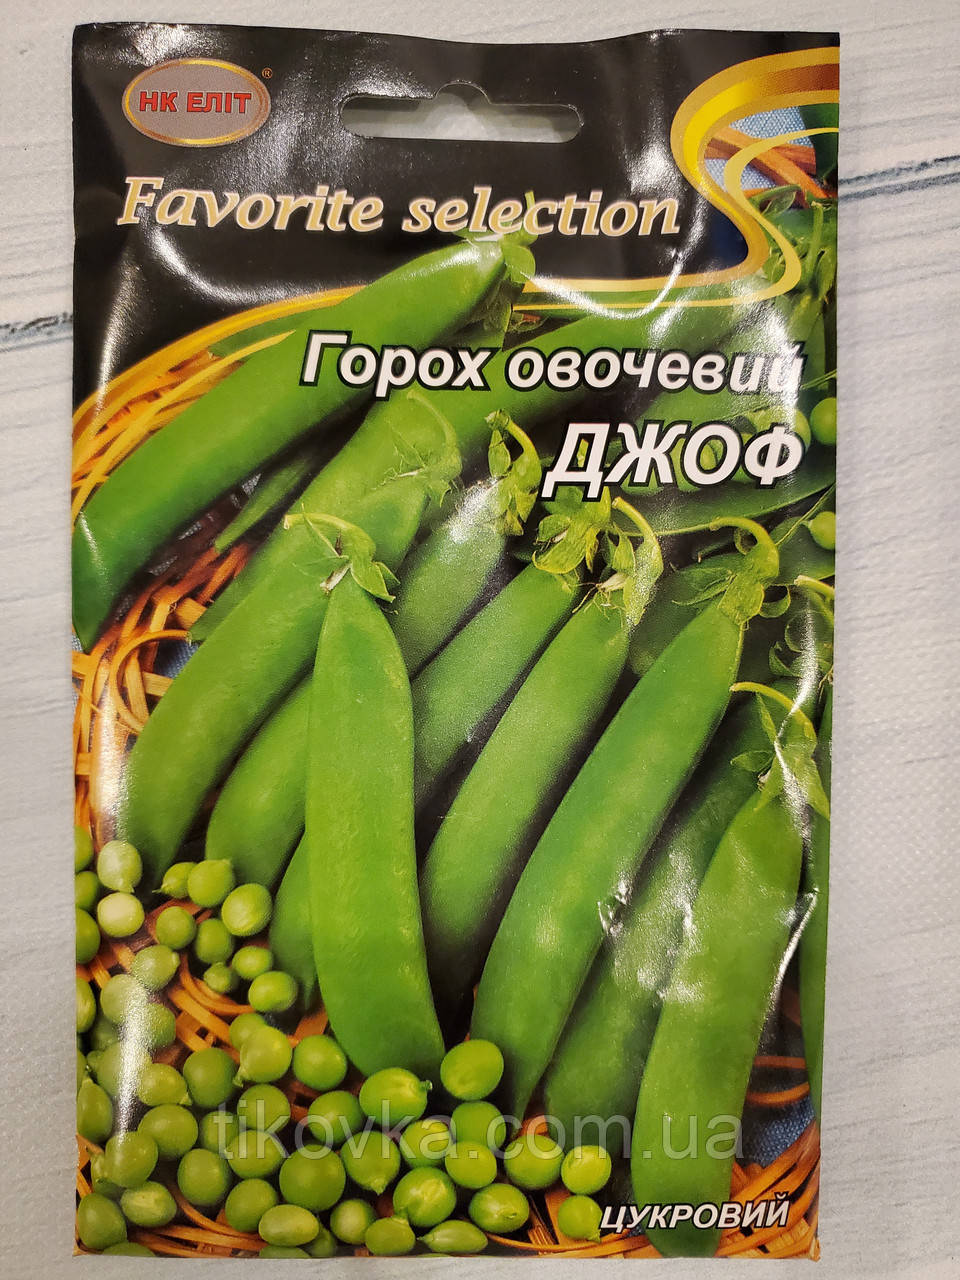 НК ЕЛІТ®
Favorite selection
Горох овочевий
ДЖОФ
tikovka.com.ua
ЦУКРОВИЙ